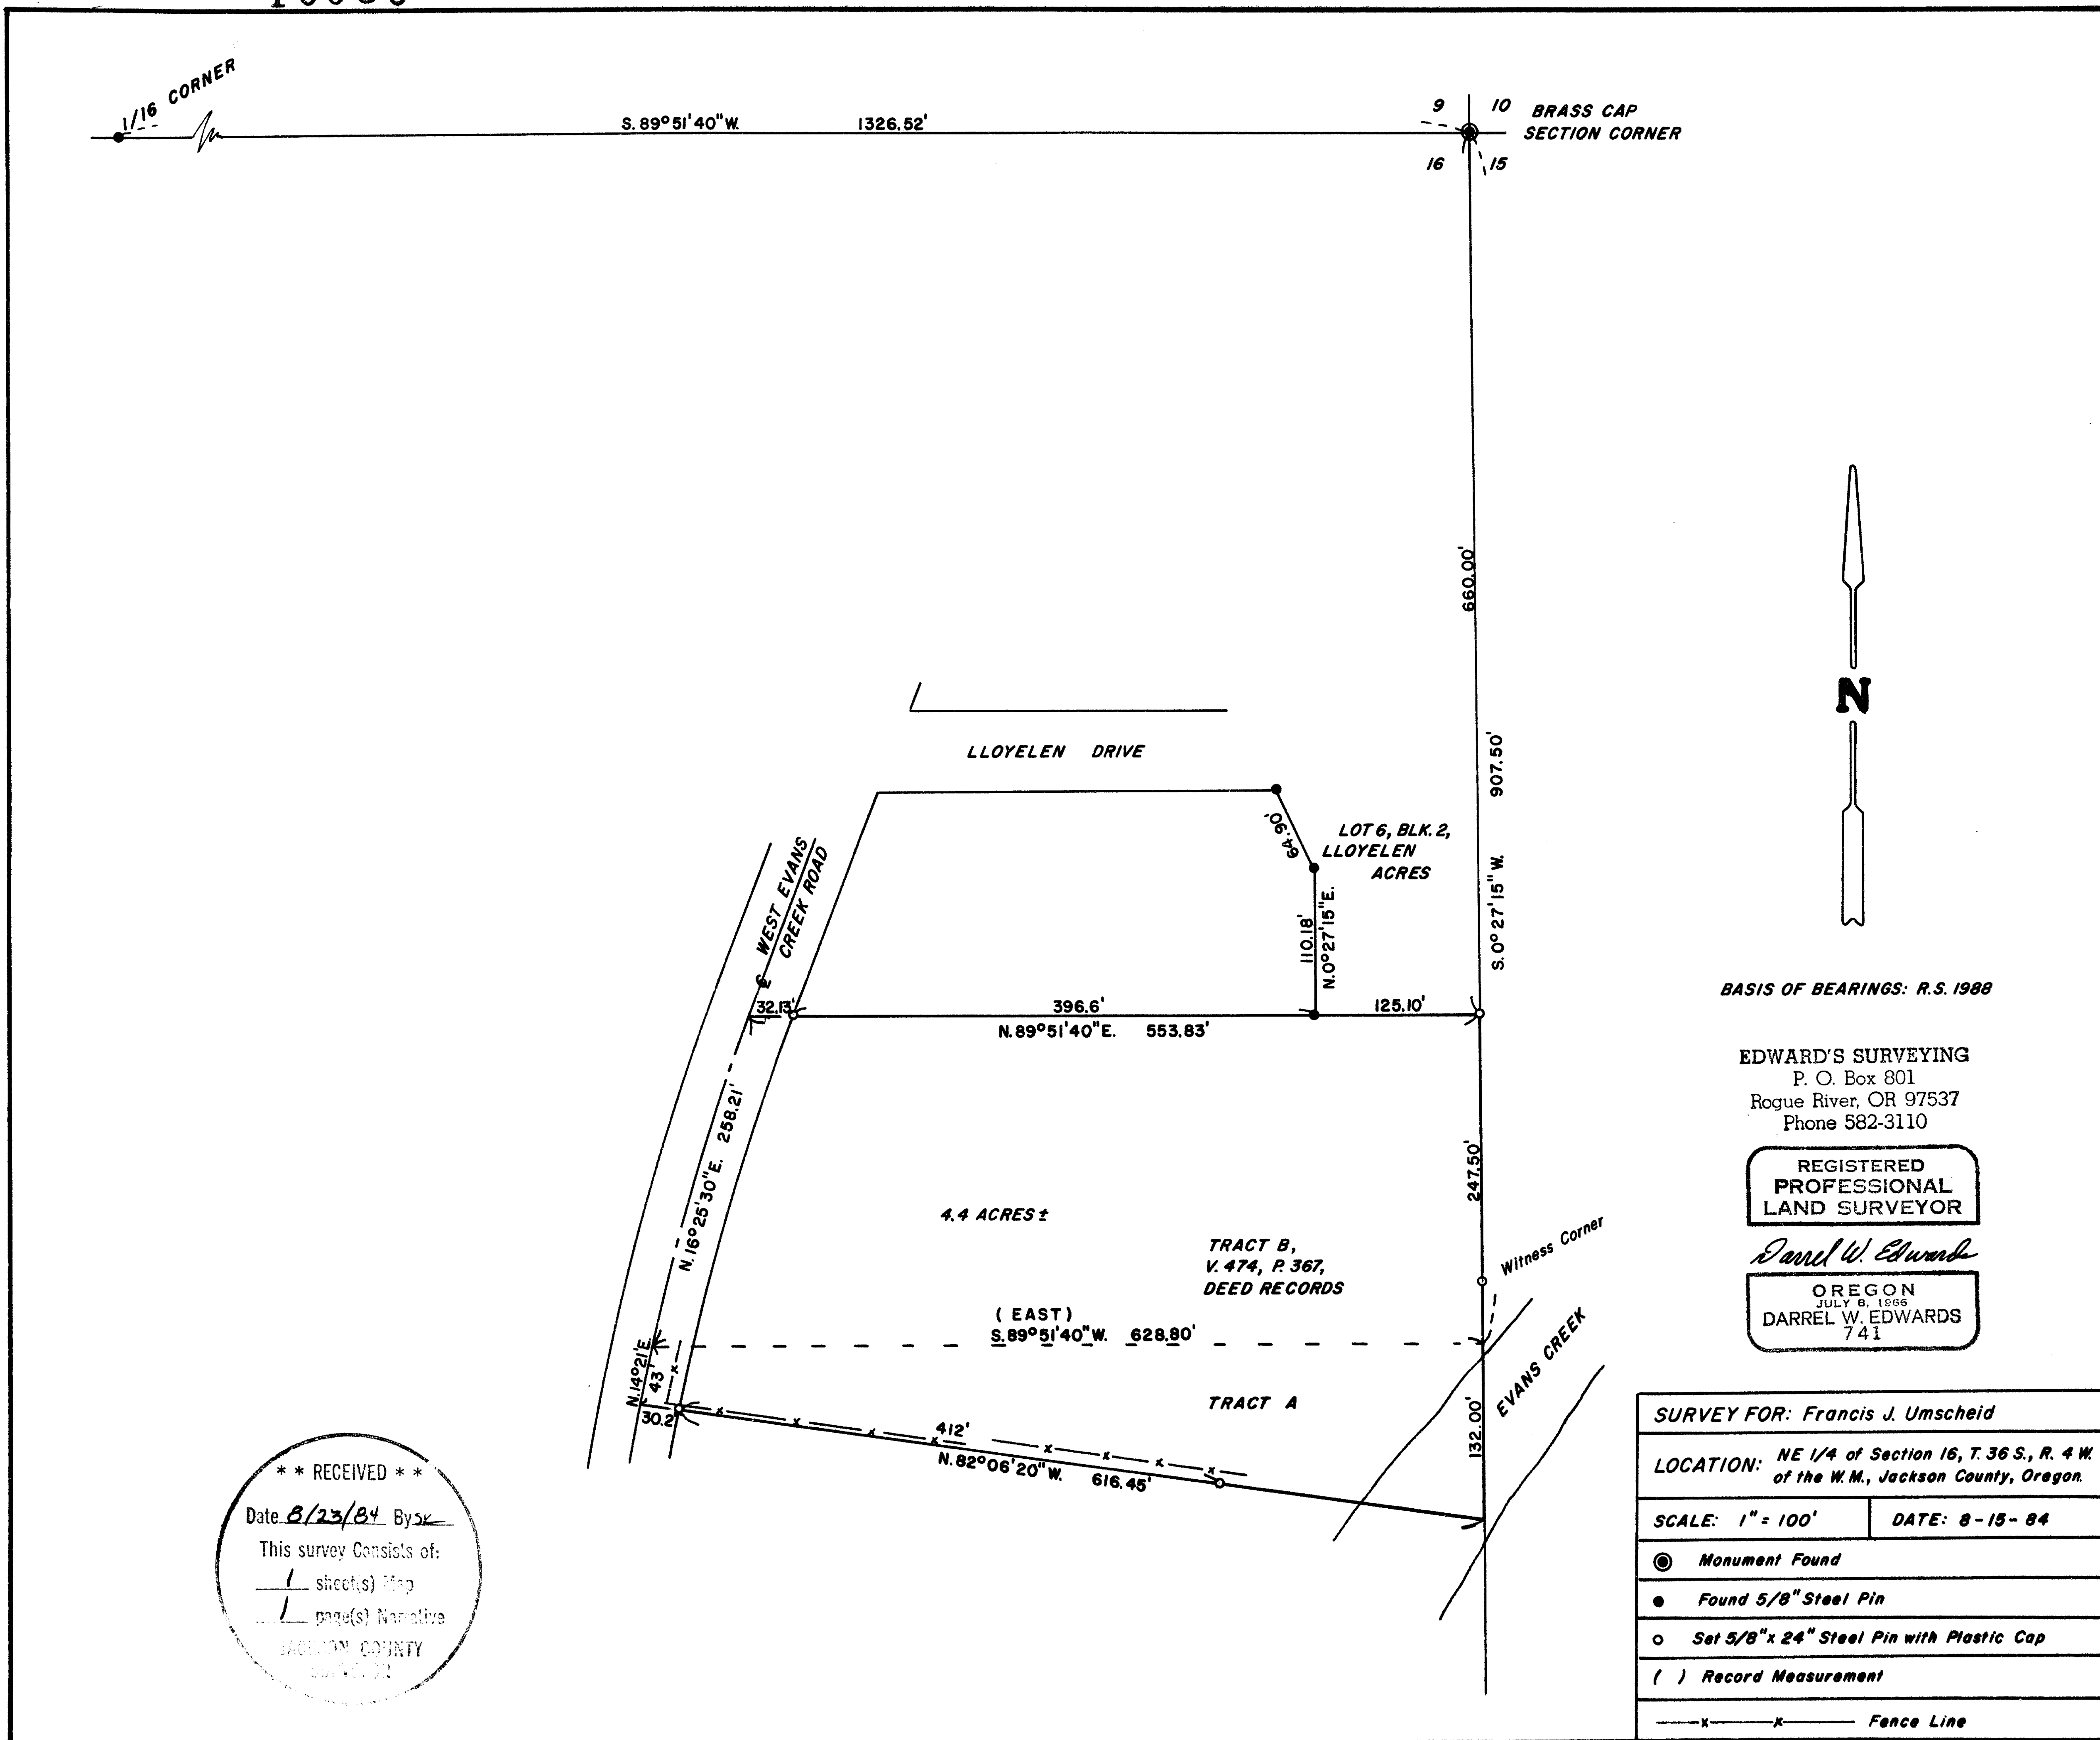 1/16 CORNER
S. 89°51'40" W. 1326.52'
9 10
16 15
BRASS CAP
SECTION CORNER
660.00'
907.50'
S. 0°27'15" W.
N
LLOYELEN DRIVE
64.90'
LOT 6, BLK. 2,
LLOYELEN
ACRES
WEST EVANS
CREEK ROAD
110.18'
N. 0°27'15" E.
32.13'
396.6'
125.10'
N. 89°51'40" E. 553.83'
BASIS OF BEARINGS: R.S. 1988
EDWARD'S SURVEYING
P. O. Box 801
Rogue River, OR 97537
Phone 582-3110
REGISTERED
PROFESSIONAL
LAND SURVEYOR
Darrel W. Edwards
OREGON
JULY 8, 1966
DARREL W. EDWARDS
741
N. 16°25'30" E. 258.21'
247.50'
4.4 ACRES ±
TRACT B,
V. 474, P. 367,
DEED RECORDS
Witness Corner
( EAST )
S. 89°51'40" W. 628.80'
EVANS CREEK
N. 14°21' E.
43'
30.2'
TRACT A
132.00'
412'
N. 82°06'20" W. 616.45'
* * RECEIVED * *
Date 8/23/84 By SK
This survey Consists of:
1 sheet(s) Map
1 page(s) Narrative
JACKSON COUNTY
SURVEY FOR: Francis J. Umscheid
LOCATION: NE 1/4 of Section 16, T. 36 S., R. 4 W.
of the W.M., Jackson County, Oregon.
SCALE: 1" = 100' DATE: 8-15-84
Monument Found
Found 5/8" Steel Pin
Set 5/8" x 24" Steel Pin with Plastic Cap
( ) Record Measurement
Fence Line